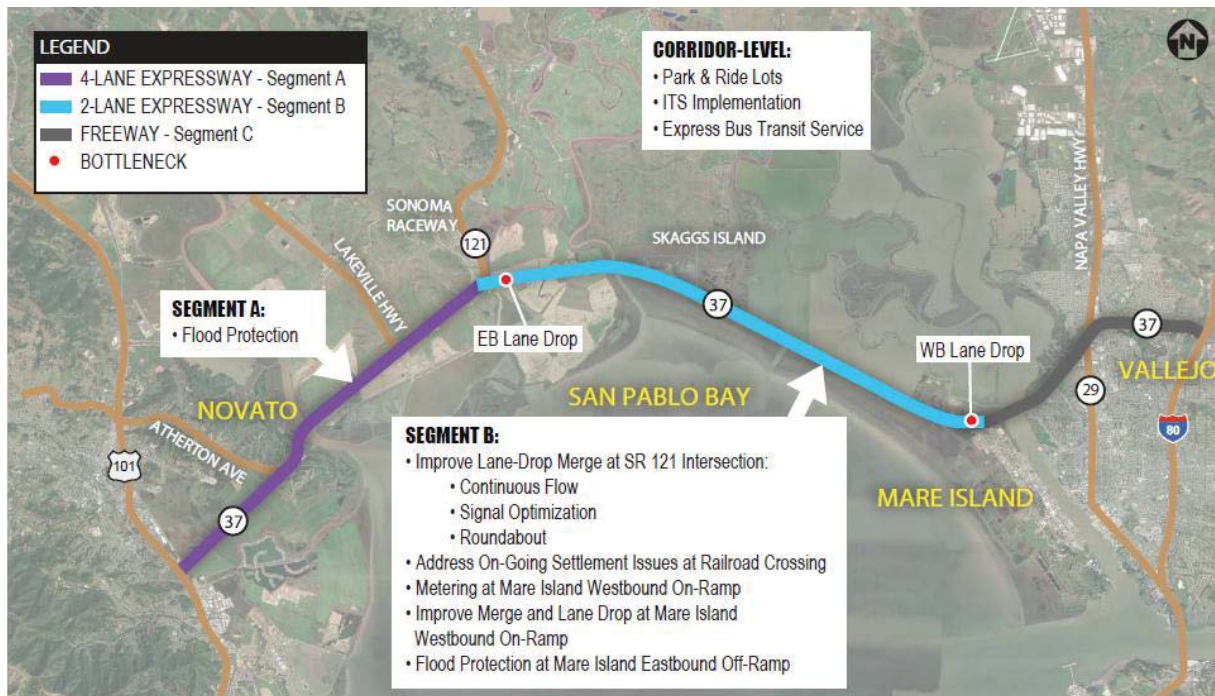 LEGEND
4-LANE EXPRESSWAY - Segment A
2-LANE EXPRESSWAY - Segment B
FREEWAY - Segment C
BOTTLENECK
CORRIDOR-LEVEL:
• Park & Ride Lots
• ITS Implementation
• Express Bus Transit Service
N
SONOMA
RACEWAY
121
LAKEVILLE HWY
SKAGGS ISLAND
NAPA VALLEY HWY
SEGMENT A:
• Flood Protection
EB Lane Drop
37
WB Lane Drop
37
VALLEJO
29
80
NOVATO
SAN PABLO BAY
ATHERTON AVE
101
37
MARE ISLAND
SEGMENT B:
• Improve Lane-Drop Merge at SR 121 Intersection:
• Continuous Flow
• Signal Optimization
• Roundabout
• Address On-Going Settlement Issues at Railroad Crossing
• Metering at Mare Island Westbound On-Ramp
• Improve Merge and Lane Drop at Mare Island
Westbound On-Ramp
• Flood Protection at Mare Island Eastbound Off-Ramp